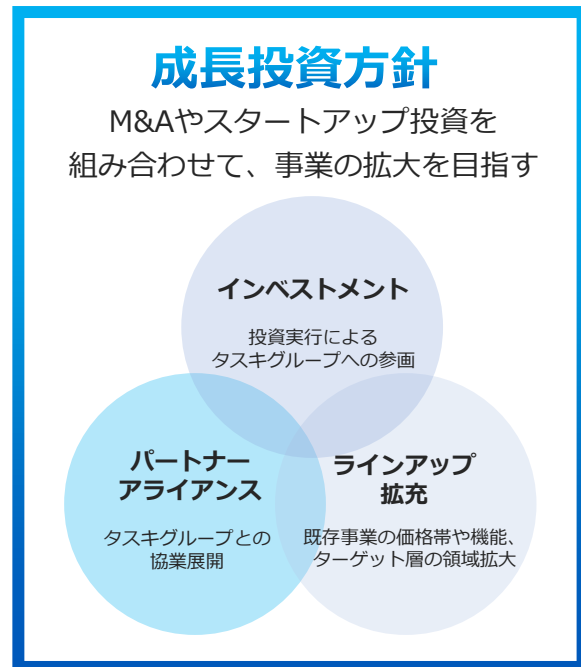 成長投資方針
M&Aやスタートアップ投資を
組み合わせて、事業の拡大を目指す
インベストメント
投資実行による
タスキグループへの参画
パートナー
アライアンス
タスキグループとの
協業展開
ラインアップ
拡充
既存事業の価格帯や機能、
ターゲット層の領域拡大